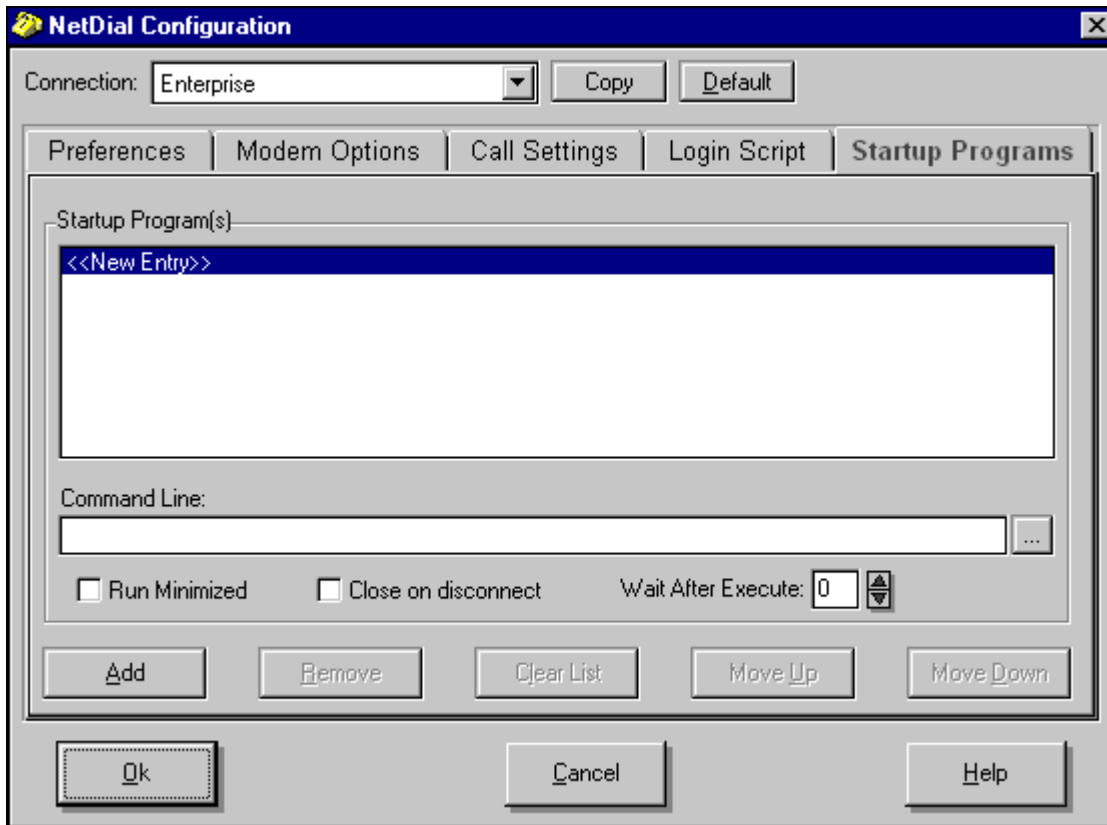 NetDial Configuration
Connection: Enterprise Copy Default
Preferences Modem Options Call Settings Login Script Startup Programs
Startup Program(s)
<<New Entry>>
Command Line:
...
Run Minimized Close on disconnect Wait After Execute: 0
Add Remove Clear List Move Up Move Down
Ok Cancel Help